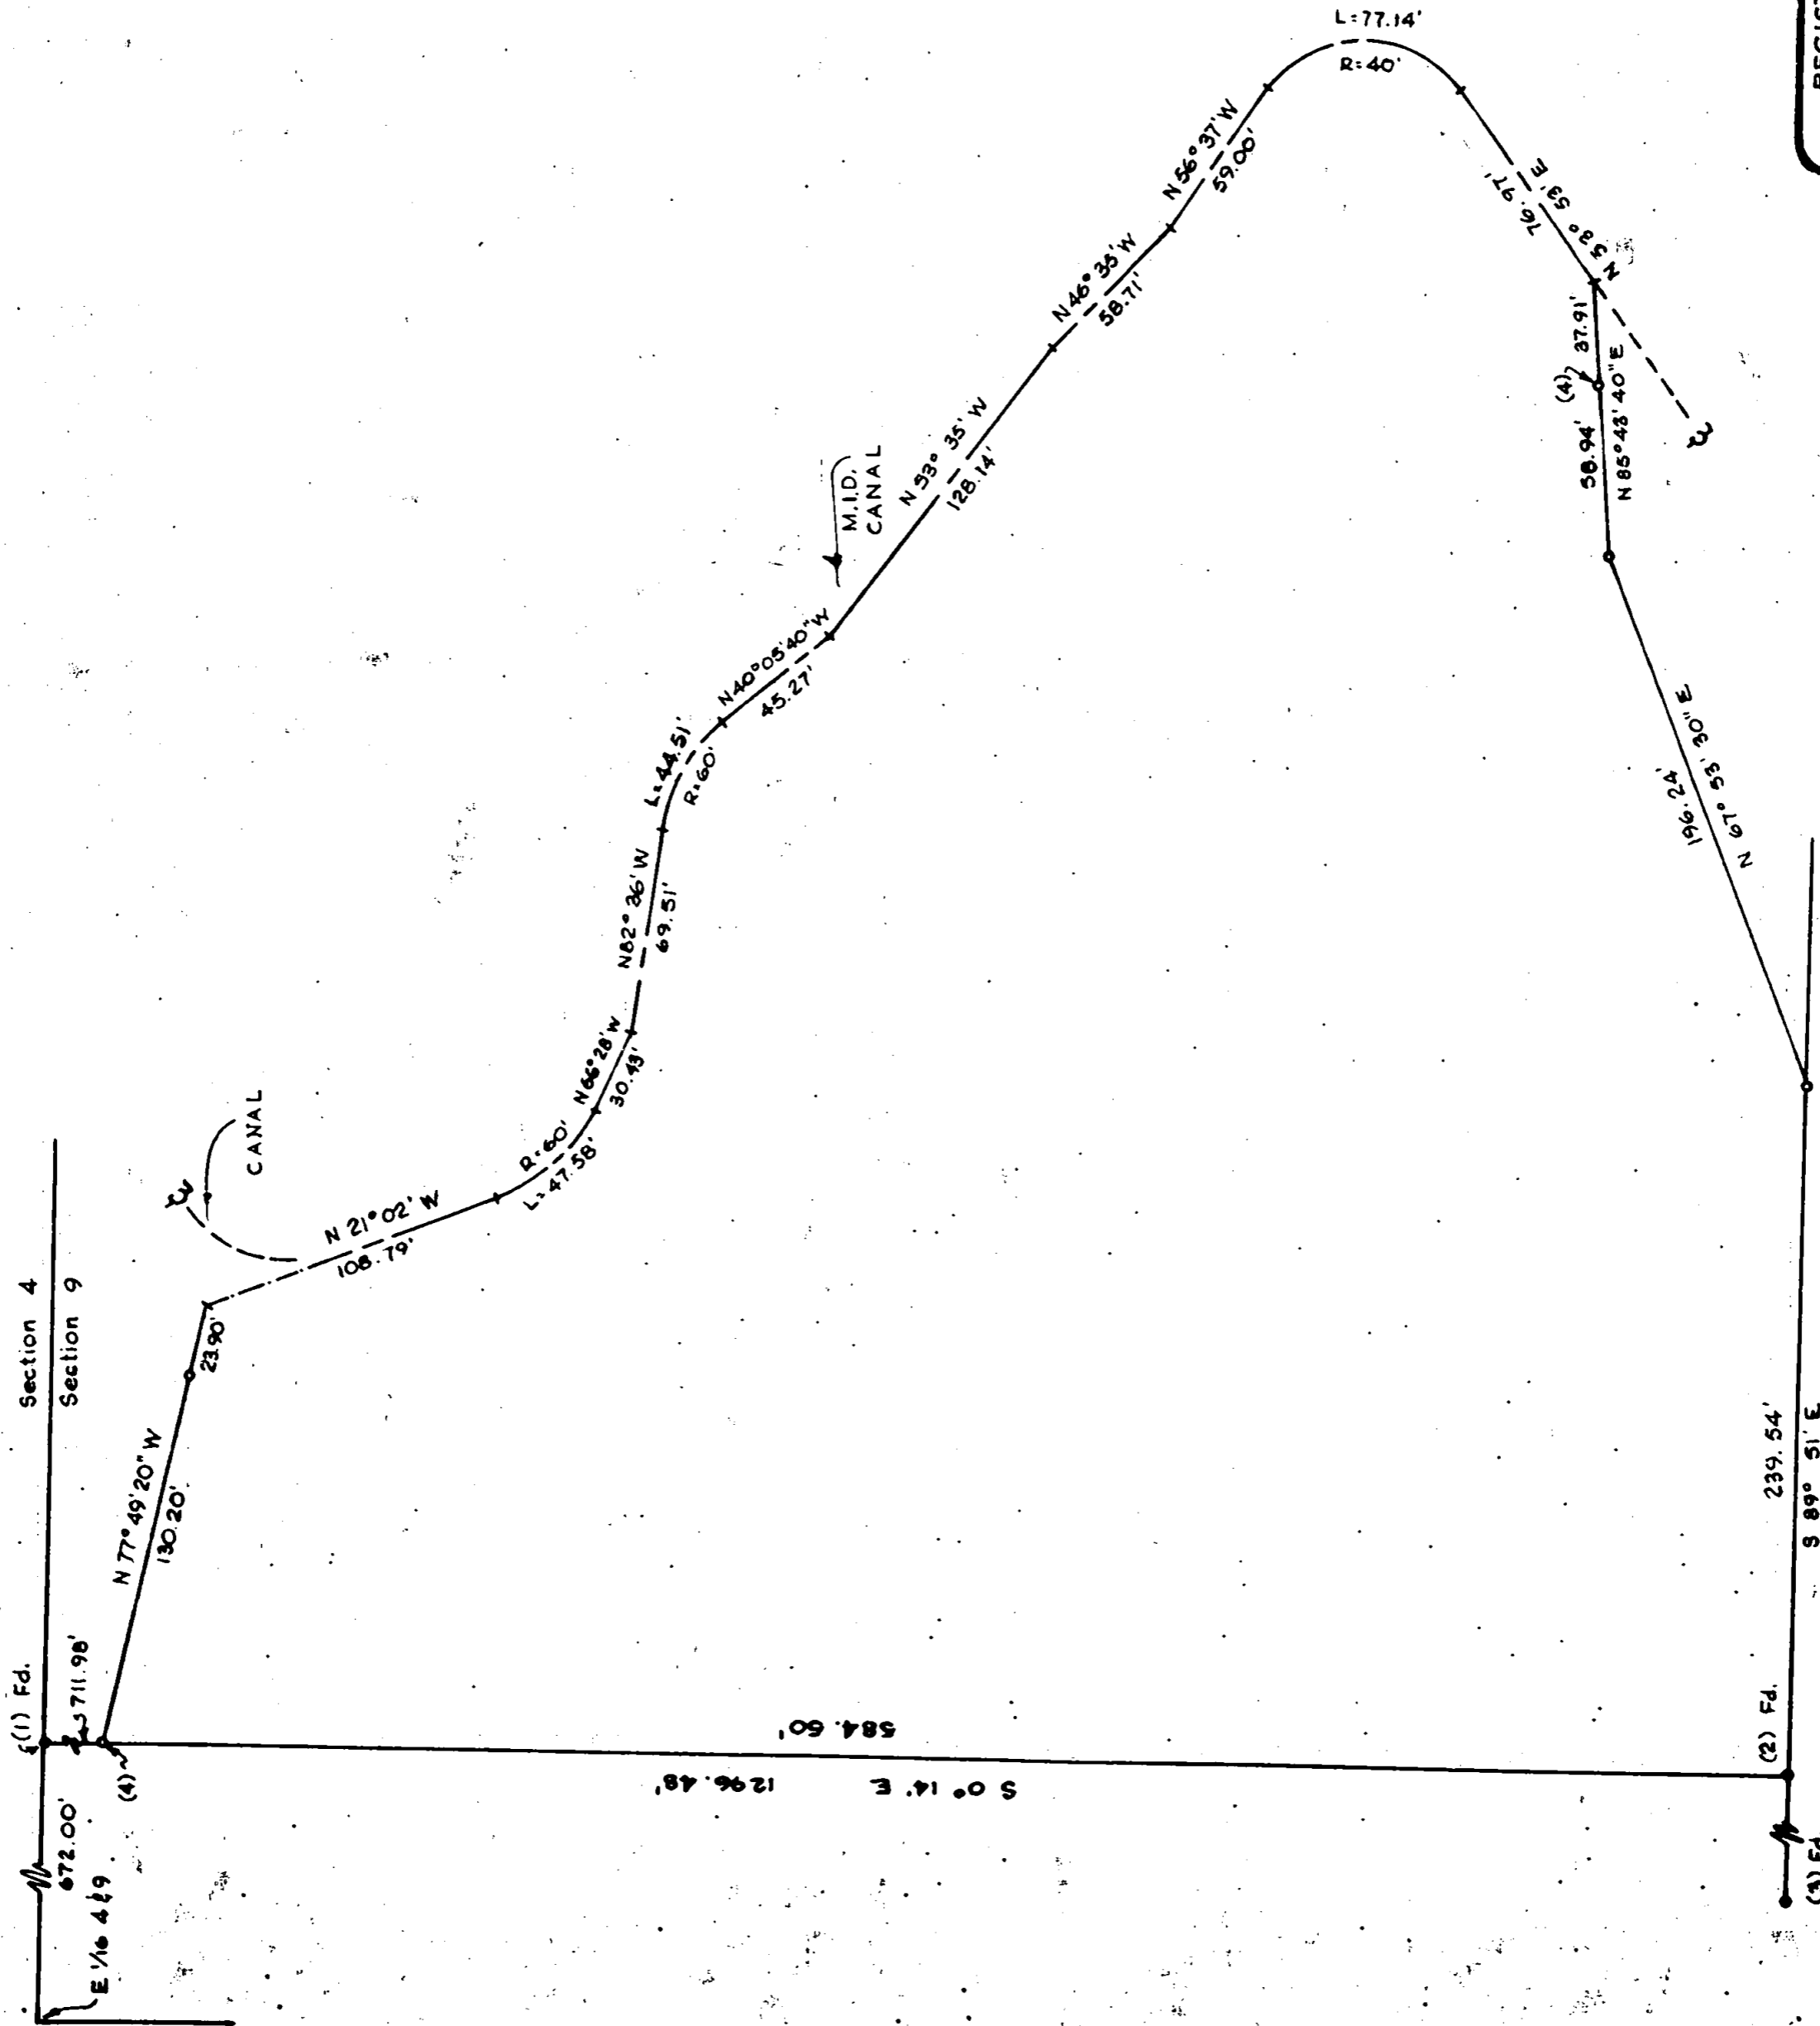 Section 4
Section 9
(1) Fd.
672.00'
711.98'
E 1/16 4 & 9
(4)
N 77° 49' 20" W
130.20'
23.90'
CANAL
N 21° 02' W
108.79'
R=60'
L=47.58'
N 66° 28' W
30.43'
N 82° 36' W
69.51'
L=44.51'
R=60'
N 40° 05' 40" W
45.27'
M.I.D.
CANAL
N 53° 35' W
128.14'
N 46° 35' W
58.71'
N 56° 37' W
59.00'
L=77.14'
R=40'
76.97'
N 53° 53' E
(4)
37.91'
58.94'
N 85° 43' 40" E
196.24'
N 67° 53' 30" E
584.50'
1296.48'
S 0° 14' E
(2) Fd.
239.54'
S 89° 51' E
(3) Fd.